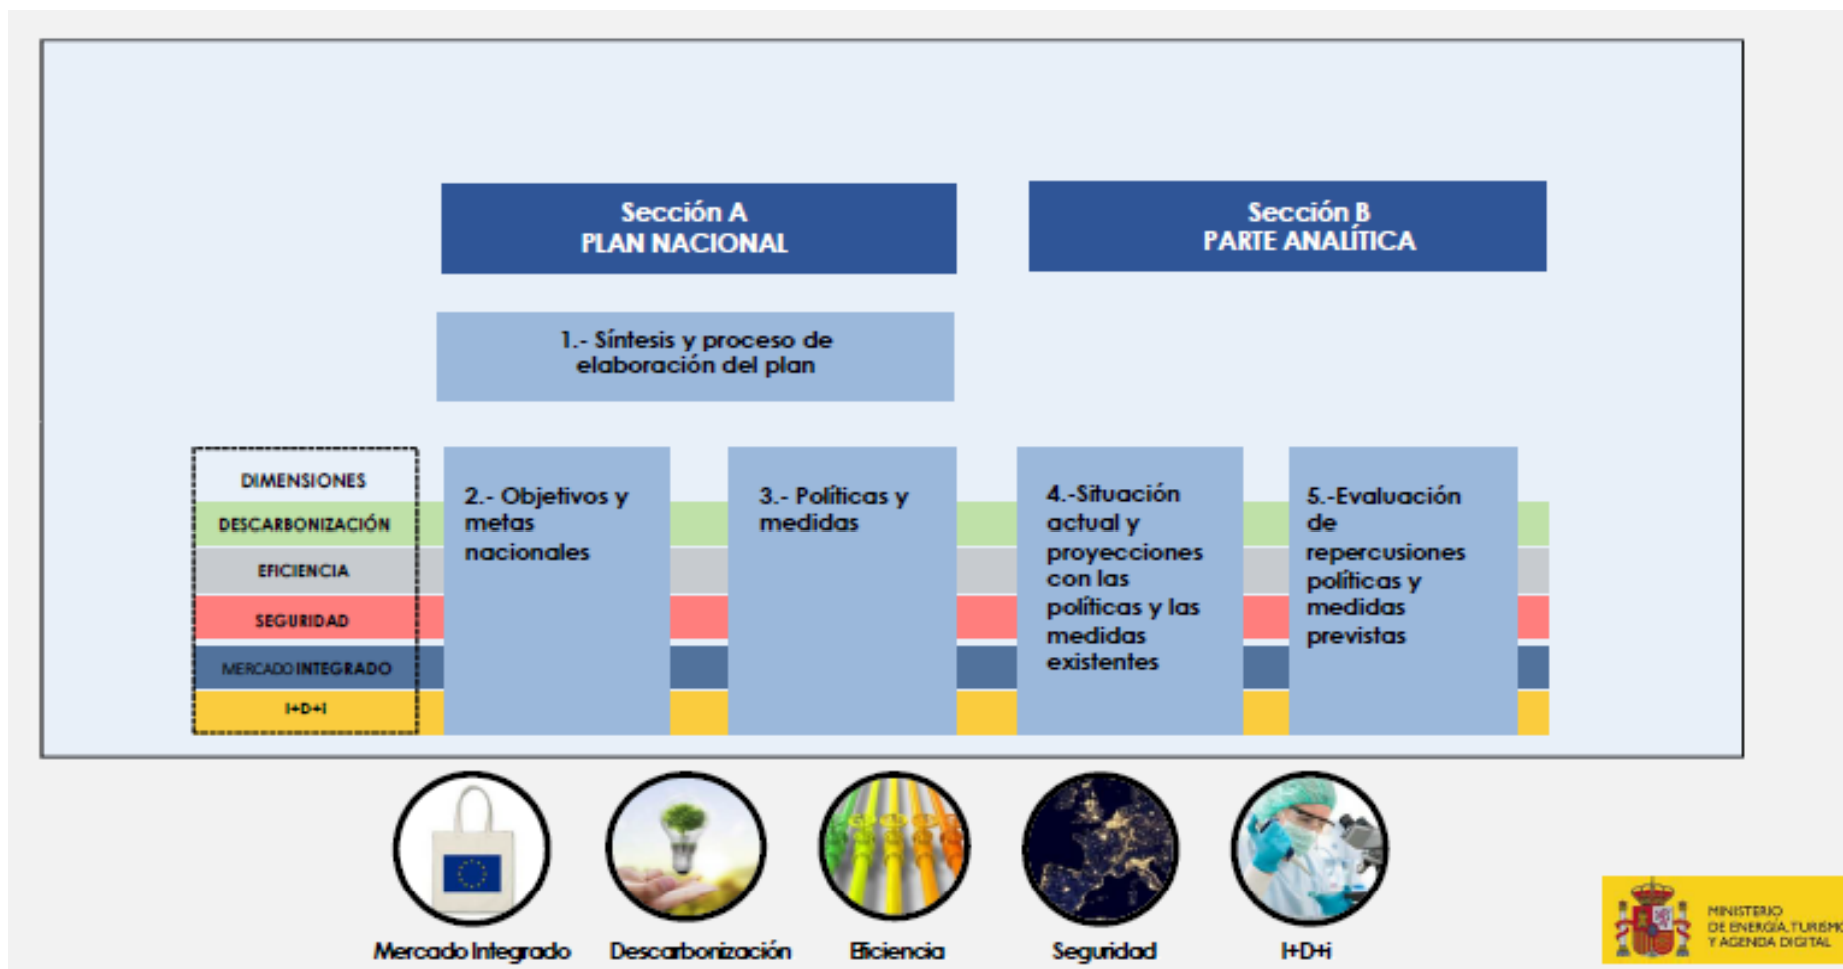 Sección A
PLAN NACIONAL
Sección B
PARTE ANALÍTICA
1.- Síntesis y proceso de
elaboración del plan
DIMENSIONES
DESCARBONIZACIÓN
EFICIENCIA
SEGURIDAD
MERCADO INTEGRADO
I+D+I
2.- Objetivos y
metas
nacionales
3.- Políticas y
medidas
4.-Situación
actual y
proyecciones
con las
políticas y las
medidas
existentes
5.-Evaluación
de
repercusiones
políticas y
medidas
previstas
Mercado Integrado
Descarbonización
Eficiencia
Seguridad
I+D+i
MINISTERIO
DE ENERGÍA, TURISMO
Y AGENDA DIGITAL